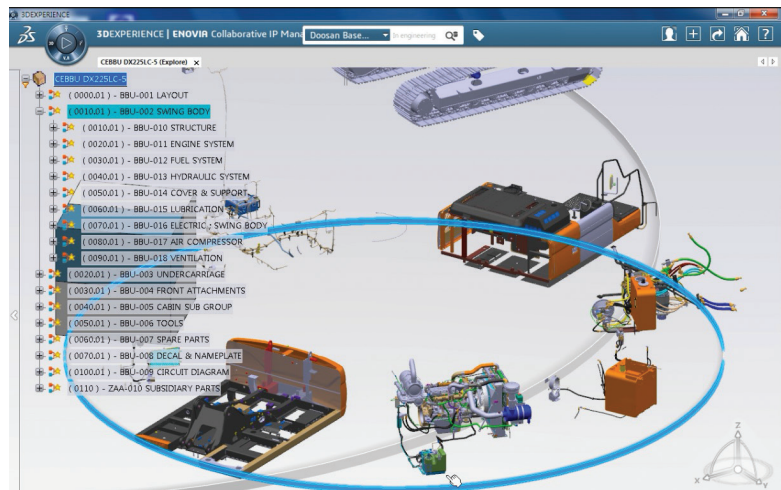 3DEXPERIENCE
3DEXPERIENCE | ENOVIA Collaborative IP Mana
Doosan Base...
In engineering
CEBBU DX225LC-5 (Explore) x
CEBBU DX225LC-5
( 0000.01 ) - BBU-001 LAYOUT
( 0010.01 ) - BBU-002 SWING BODY
( 0010.01 ) - BBU-010 STRUCTURE
( 0020.01 ) - BBU-011 ENGINE SYSTEM
( 0030.01 ) - BBU-012 FUEL SYSTEM
( 0040.01 ) - BBU-013 HYDRAULIC SYSTEM
( 0050.01 ) - BBU-014 COVER & SUPPORT
( 0060.01 ) - BBU-015 LUBRICATION
( 0070.01 ) - BBU-016 ELECTRIC ; SWING BODY
( 0080.01 ) - BBU-017 AIR COMPRESSOR
( 0090.01 ) - BBU-018 VENTILATION
( 0020.01 ) - BBU-003 UNDERCARRIAGE
( 0030.01 ) - BBU-004 FRONT ATTACHMENTS
( 0040.01 ) - BBU-005 CABIN SUB GROUP
( 0050.01 ) - BBU-006 TOOLS
( 0060.01 ) - BBU-007 SPARE PARTS
( 0070.01 ) - BBU-008 DECAL & NAMEPLATE
( 0100.01 ) - BBU-009 CIRCUIT DIAGRAM
( 0110 ) - ZAA-010 SUBSIDIARY PARTS
Z
X
Y